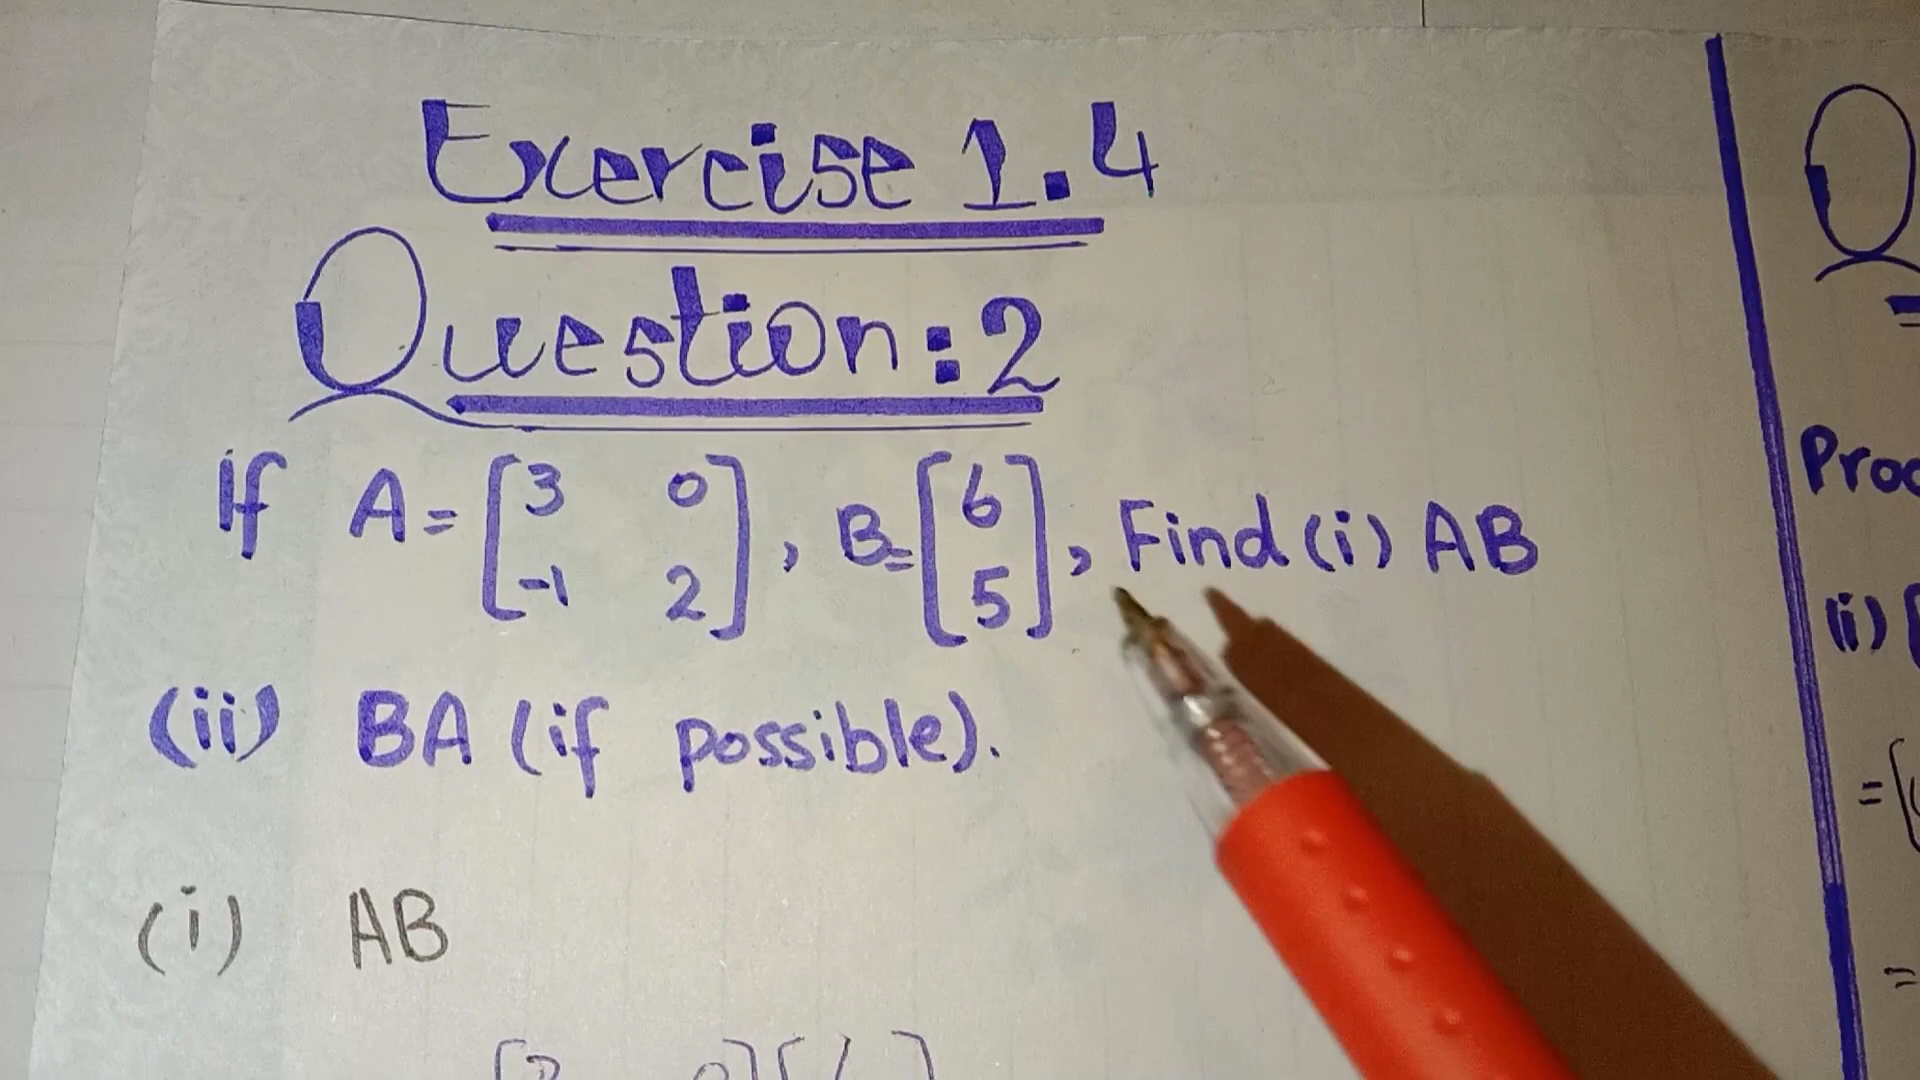 Exercise 1.4
Question:2
If A = [3 0 -1 2], B = [6 5], Find (i) AB
(ii) BA (if possible).
(i) AB
(i)
=
=